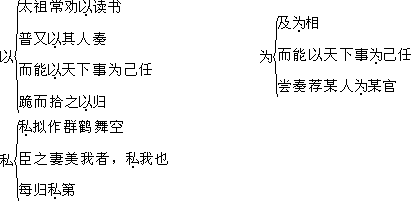 以
太祖常劝以读书
普又以其人奏
而能以天下事为己任
跪而拾之以归
私
私拟作群鹤舞空
臣之妻美我者，私我也
每归私第
为
及为相
而能以天下事为己任
尝奏荐某人为某官